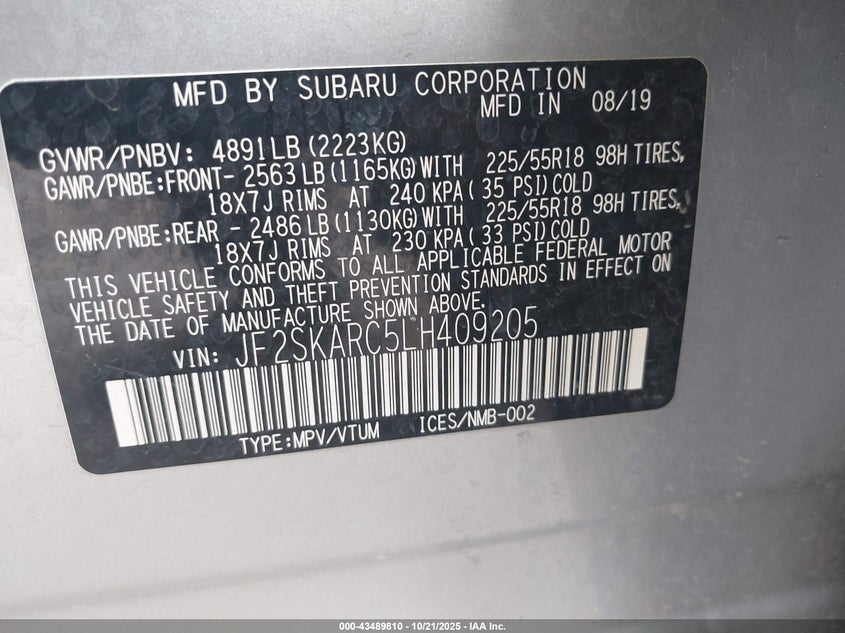 MFD BY SUBARU CORPORATION
MFD IN 08/19
GVWR/PNBV: 4891LB (2223KG)
GAWR/PNBE:FRONT- 2563 LB (1165KG) WITH 225/55R18 98H TIRES,
18X7J RIMS AT 240 KPA ( 35 PSI) COLD
GAWR/PNBE:REAR - 2486 LB (1130KG) WITH 225/55R18 98H TIRES,
18X7J RIMS AT 230 KPA ( 33 PSI) COLD
THIS VEHICLE CONFORMS TO ALL APPLICABLE FEDERAL MOTOR
VEHICLE SAFETY AND THEFT PREVENTION STANDARDS IN EFFECT ON
THE DATE OF MANUFACTURE SHOWN ABOVE.
VIN: JF2SKARC5LH409205
TYPE:MPV/VTUM ICES/NMB-002
000-43489810 - 10/21/2025 - IAA Inc.